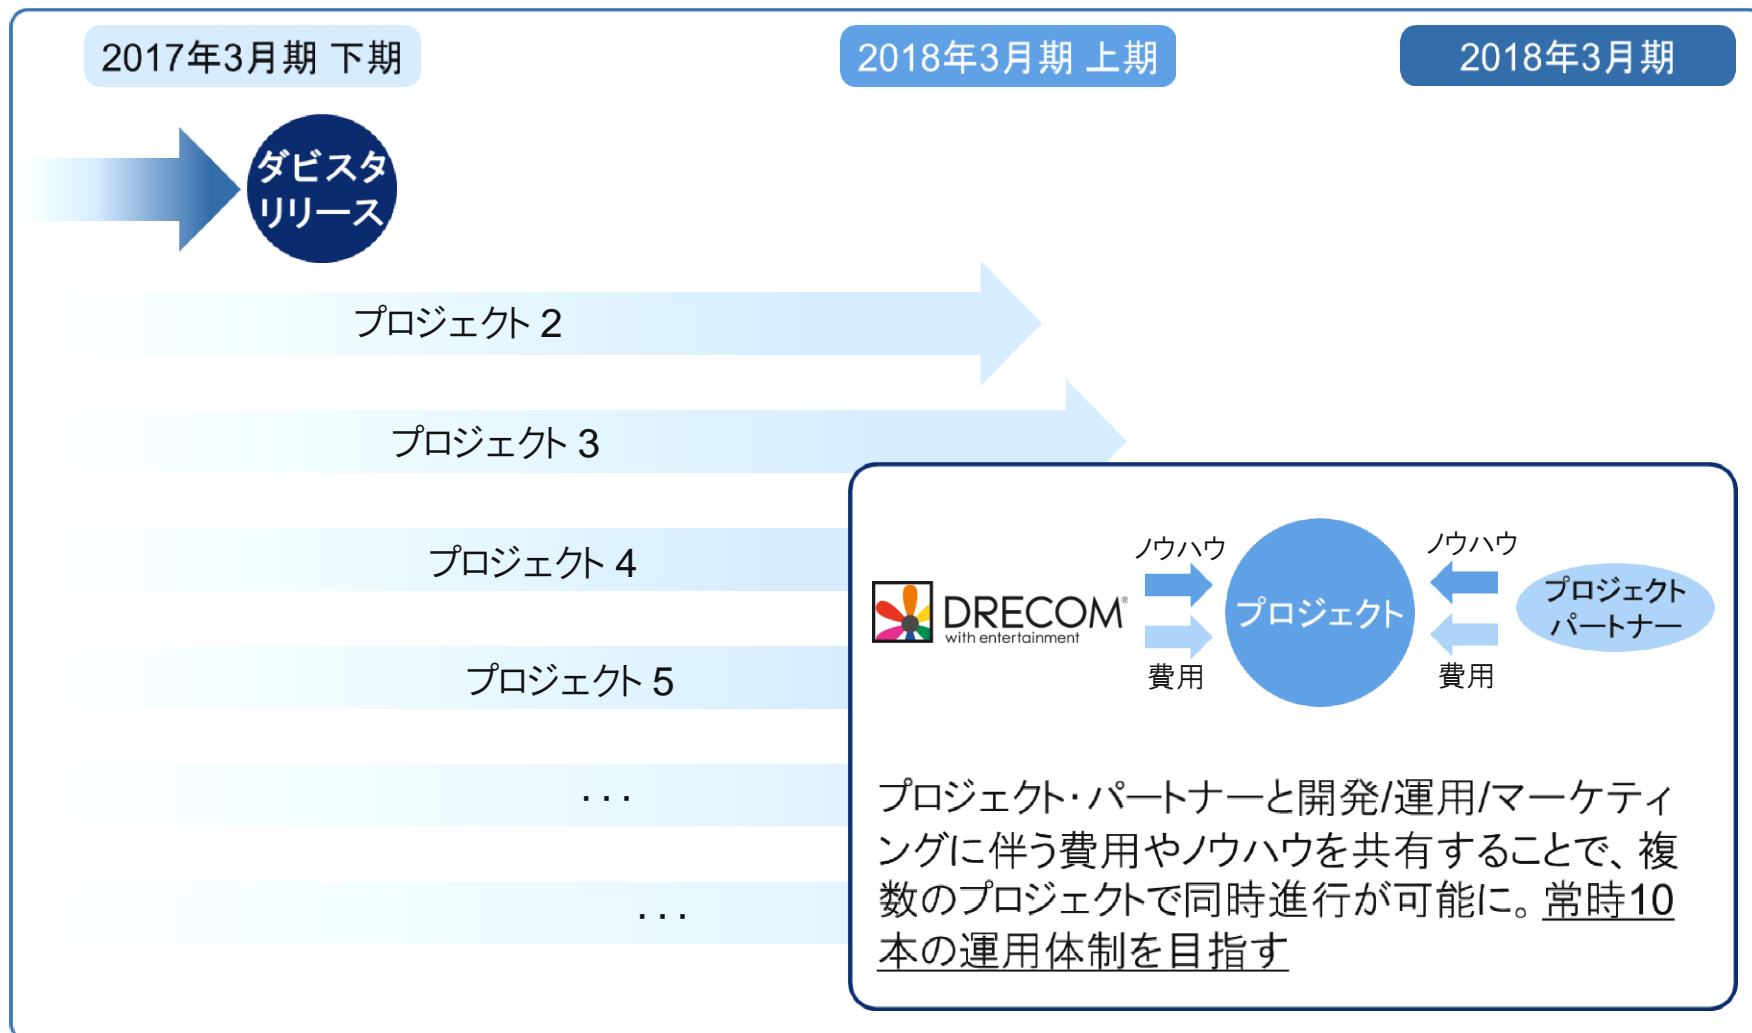 2017年3月期 下期
2018年3月期 上期
2018年3月期
ダビスタ
リリース
プロジェクト 2
プロジェクト 3
プロジェクト 4
プロジェクト 5
...
...
ノウハウ
ノウハウ
DRECOM®
with entertainment
プロジェクト
プロジェクト
パートナー
費用
費用
プロジェクト・パートナーと開発/運用/マーケティ
ングに伴う費用やノウハウを共有することで、複
数のプロジェクトで同時進行が可能に。常時10
本の運用体制を目指す